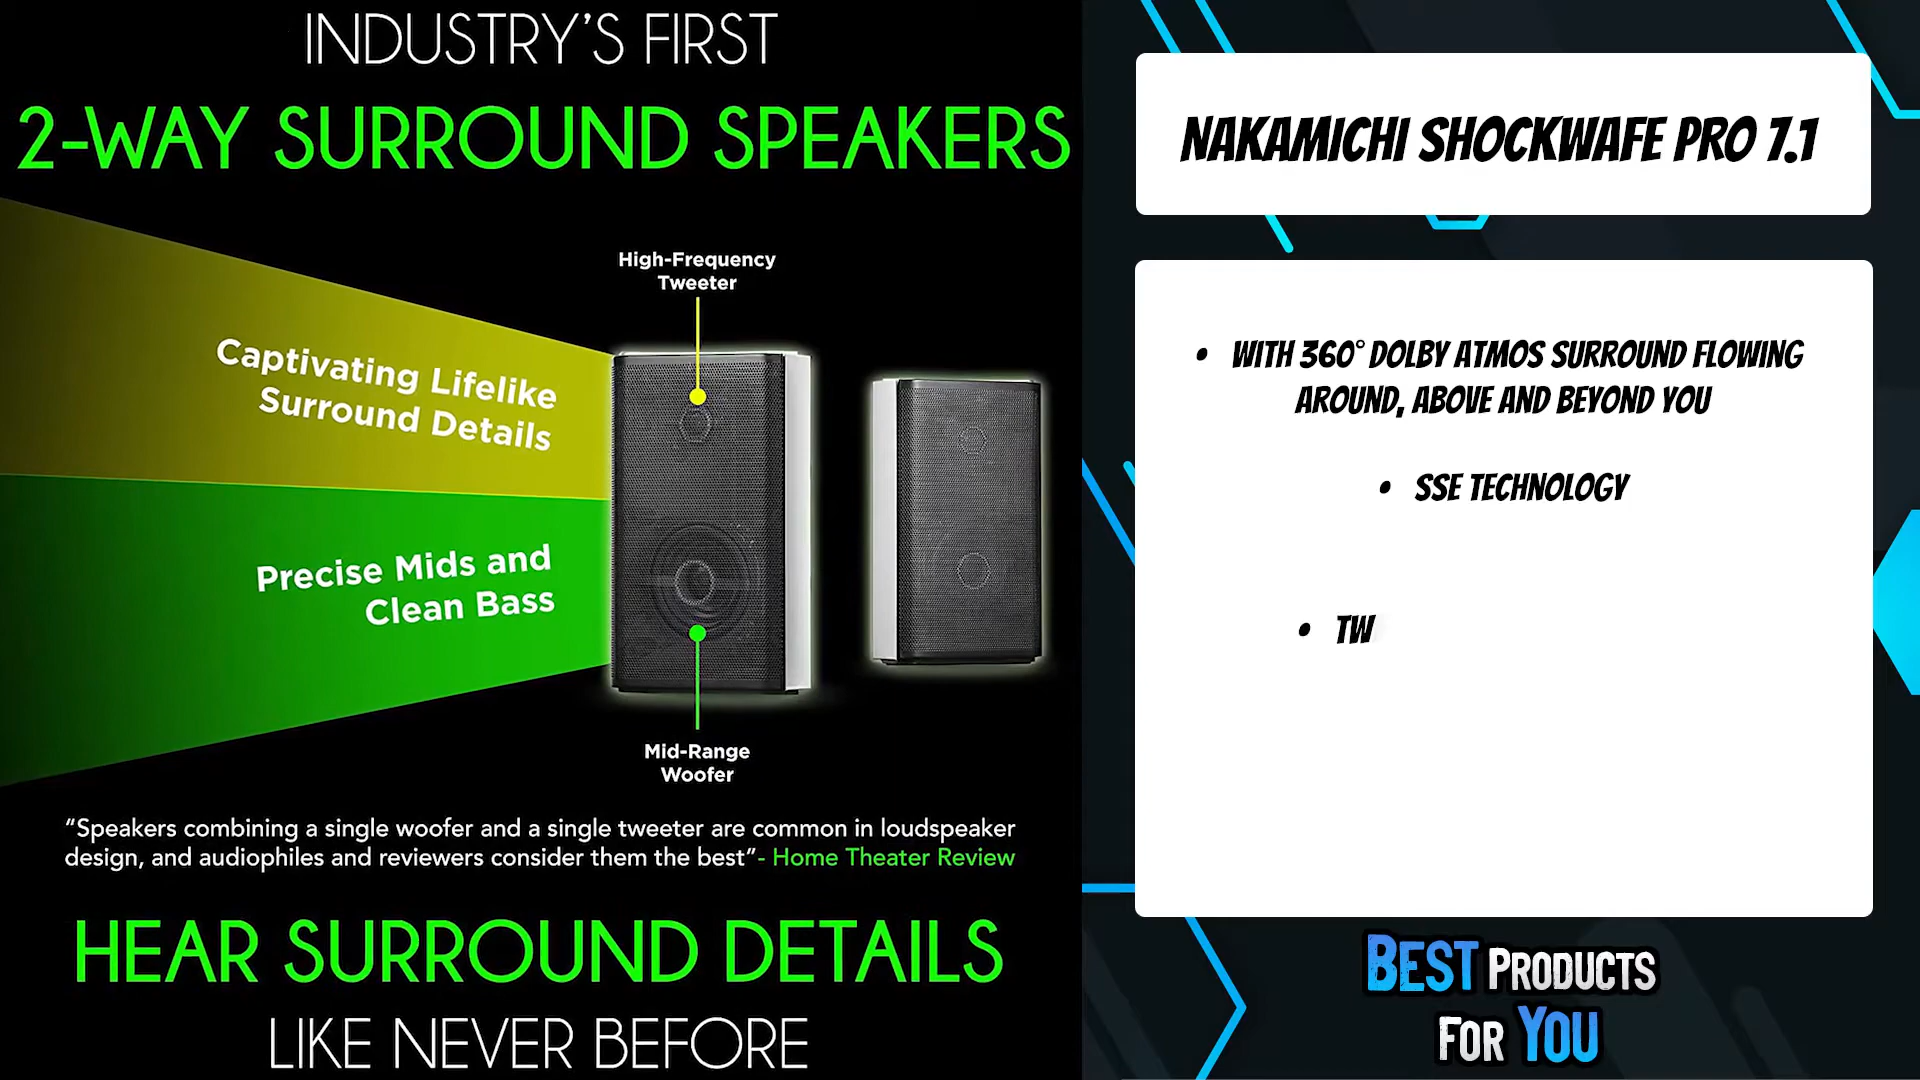 INDUSTRY'S FIRST
2-WAY SURROUND SPEAKERS
High-Frequency
Tweeter
Captivating Lifelike
Surround Details
Precise Mids and
Clean Bass
Mid-Range
Woofer
"Speakers combining a single woofer and a single tweeter are common in loudspeaker
design, and audiophiles and reviewers consider them the best"- Home Theater Review
HEAR SURROUND DETAILS
LIKE NEVER BEFORE
NAKAMICHI SHOCKWAFE PRO 7.1
• WITH 360° DOLBY ATMOS SURROUND FLOWING
AROUND, ABOVE AND BEYOND YOU
• SSE TECHNOLOGY
• TW
BEST PRODUCTS
FOR YOU